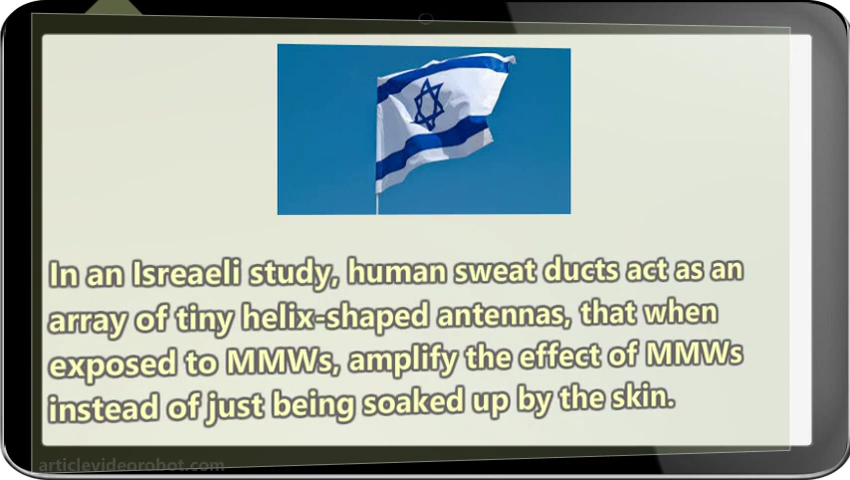 In an Isreaeli study, human sweat ducts act as an
array of tiny helix-shaped antennas, that when
exposed to MMWs, amplify the effect of MMWs
instead of just being soaked up by the skin.
articlevideorobot.com